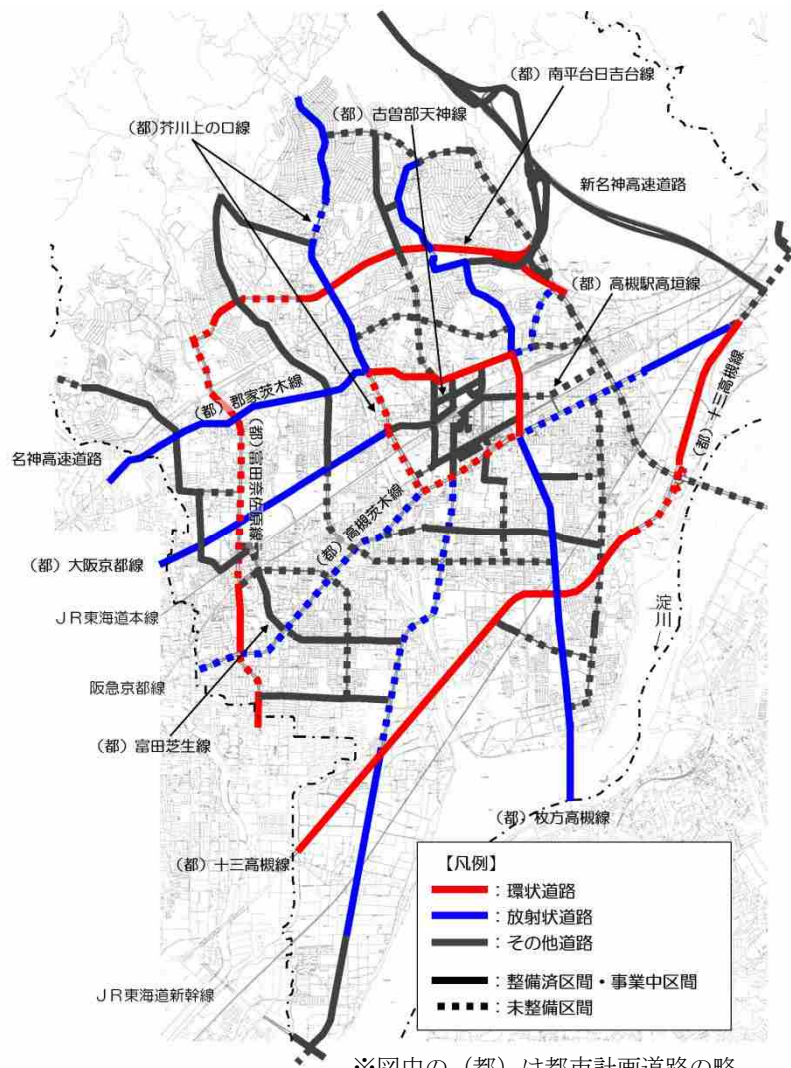 （都）南平台日吉台線
（都）古曽部天神線
（都）芥川上の口線
新名神高速道路
（都）高槻駅高垣線
（都）十三高槻線
（都）郡家茨木線
（都）富田奈佐原線
名神高速道路
（都）高槻茨木線
（都）大阪京都線
ＪＲ東海道本線
淀川
阪急京都線
（都）富田芝生線
（都）枚方高槻線
（都）十三高槻線
【凡例】
：環状道路
：放射状道路
：その他道路
：整備済区間・事業中区間
：未整備区間
ＪＲ東海道新幹線
※図中の（都）は都市計画道路の略